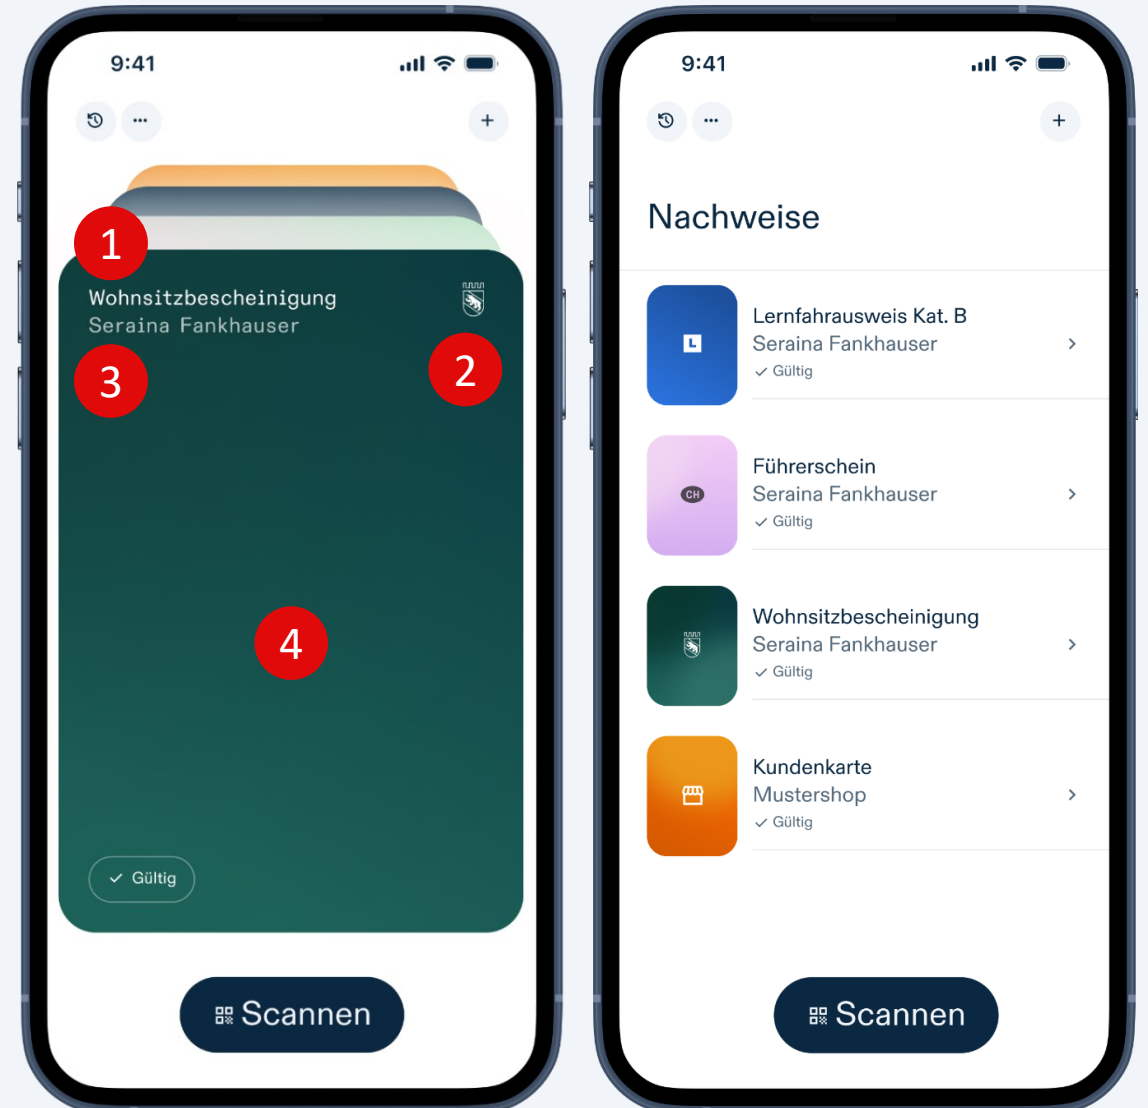 9:41
1
Wohnsitzbescheinigung
Seraina Fankhauser
2
3
4
Gültig
Scannen
9:41
Nachweise
L
Lernfahrausweis Kat. B
Seraina Fankhauser
Gültig
CH
Führerschein
Seraina Fankhauser
Gültig
Wohnsitzbescheinigung
Seraina Fankhauser
Gültig
Kundenkarte
Mustershop
Gültig
Scannen